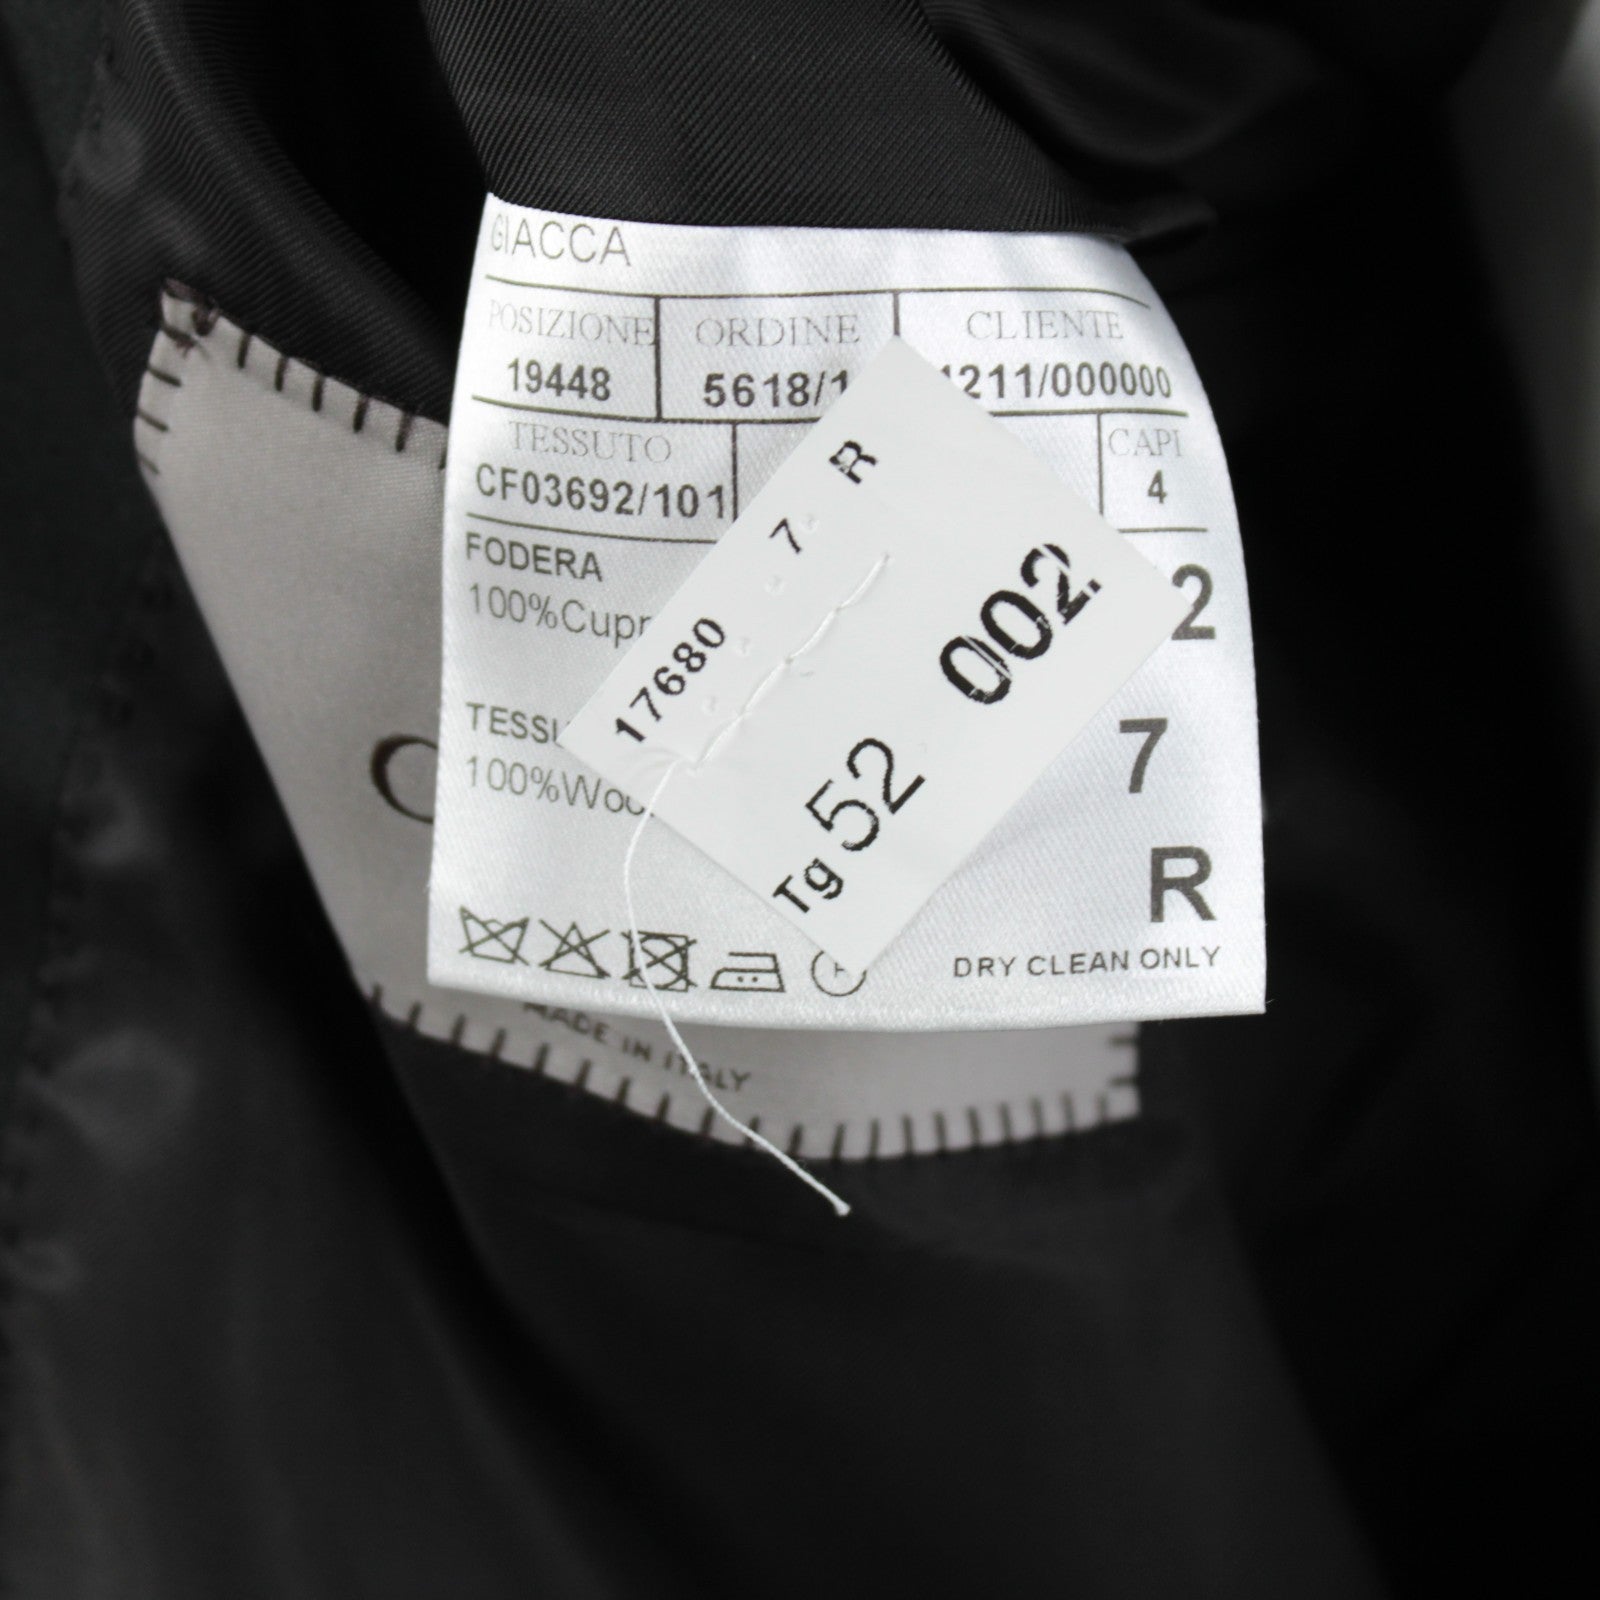 GIACCA
POSIZIONE ORDINE CLIENTE
19448 5618/1 1211/000000
TESSUTO CAPI
CF03692/101 4
FODERA
100%Cupr
2
TESSU
100%Woo
7
R
DRY CLEAN ONLY
17680 7 R
Tg 52 002
MADE IN ITALY